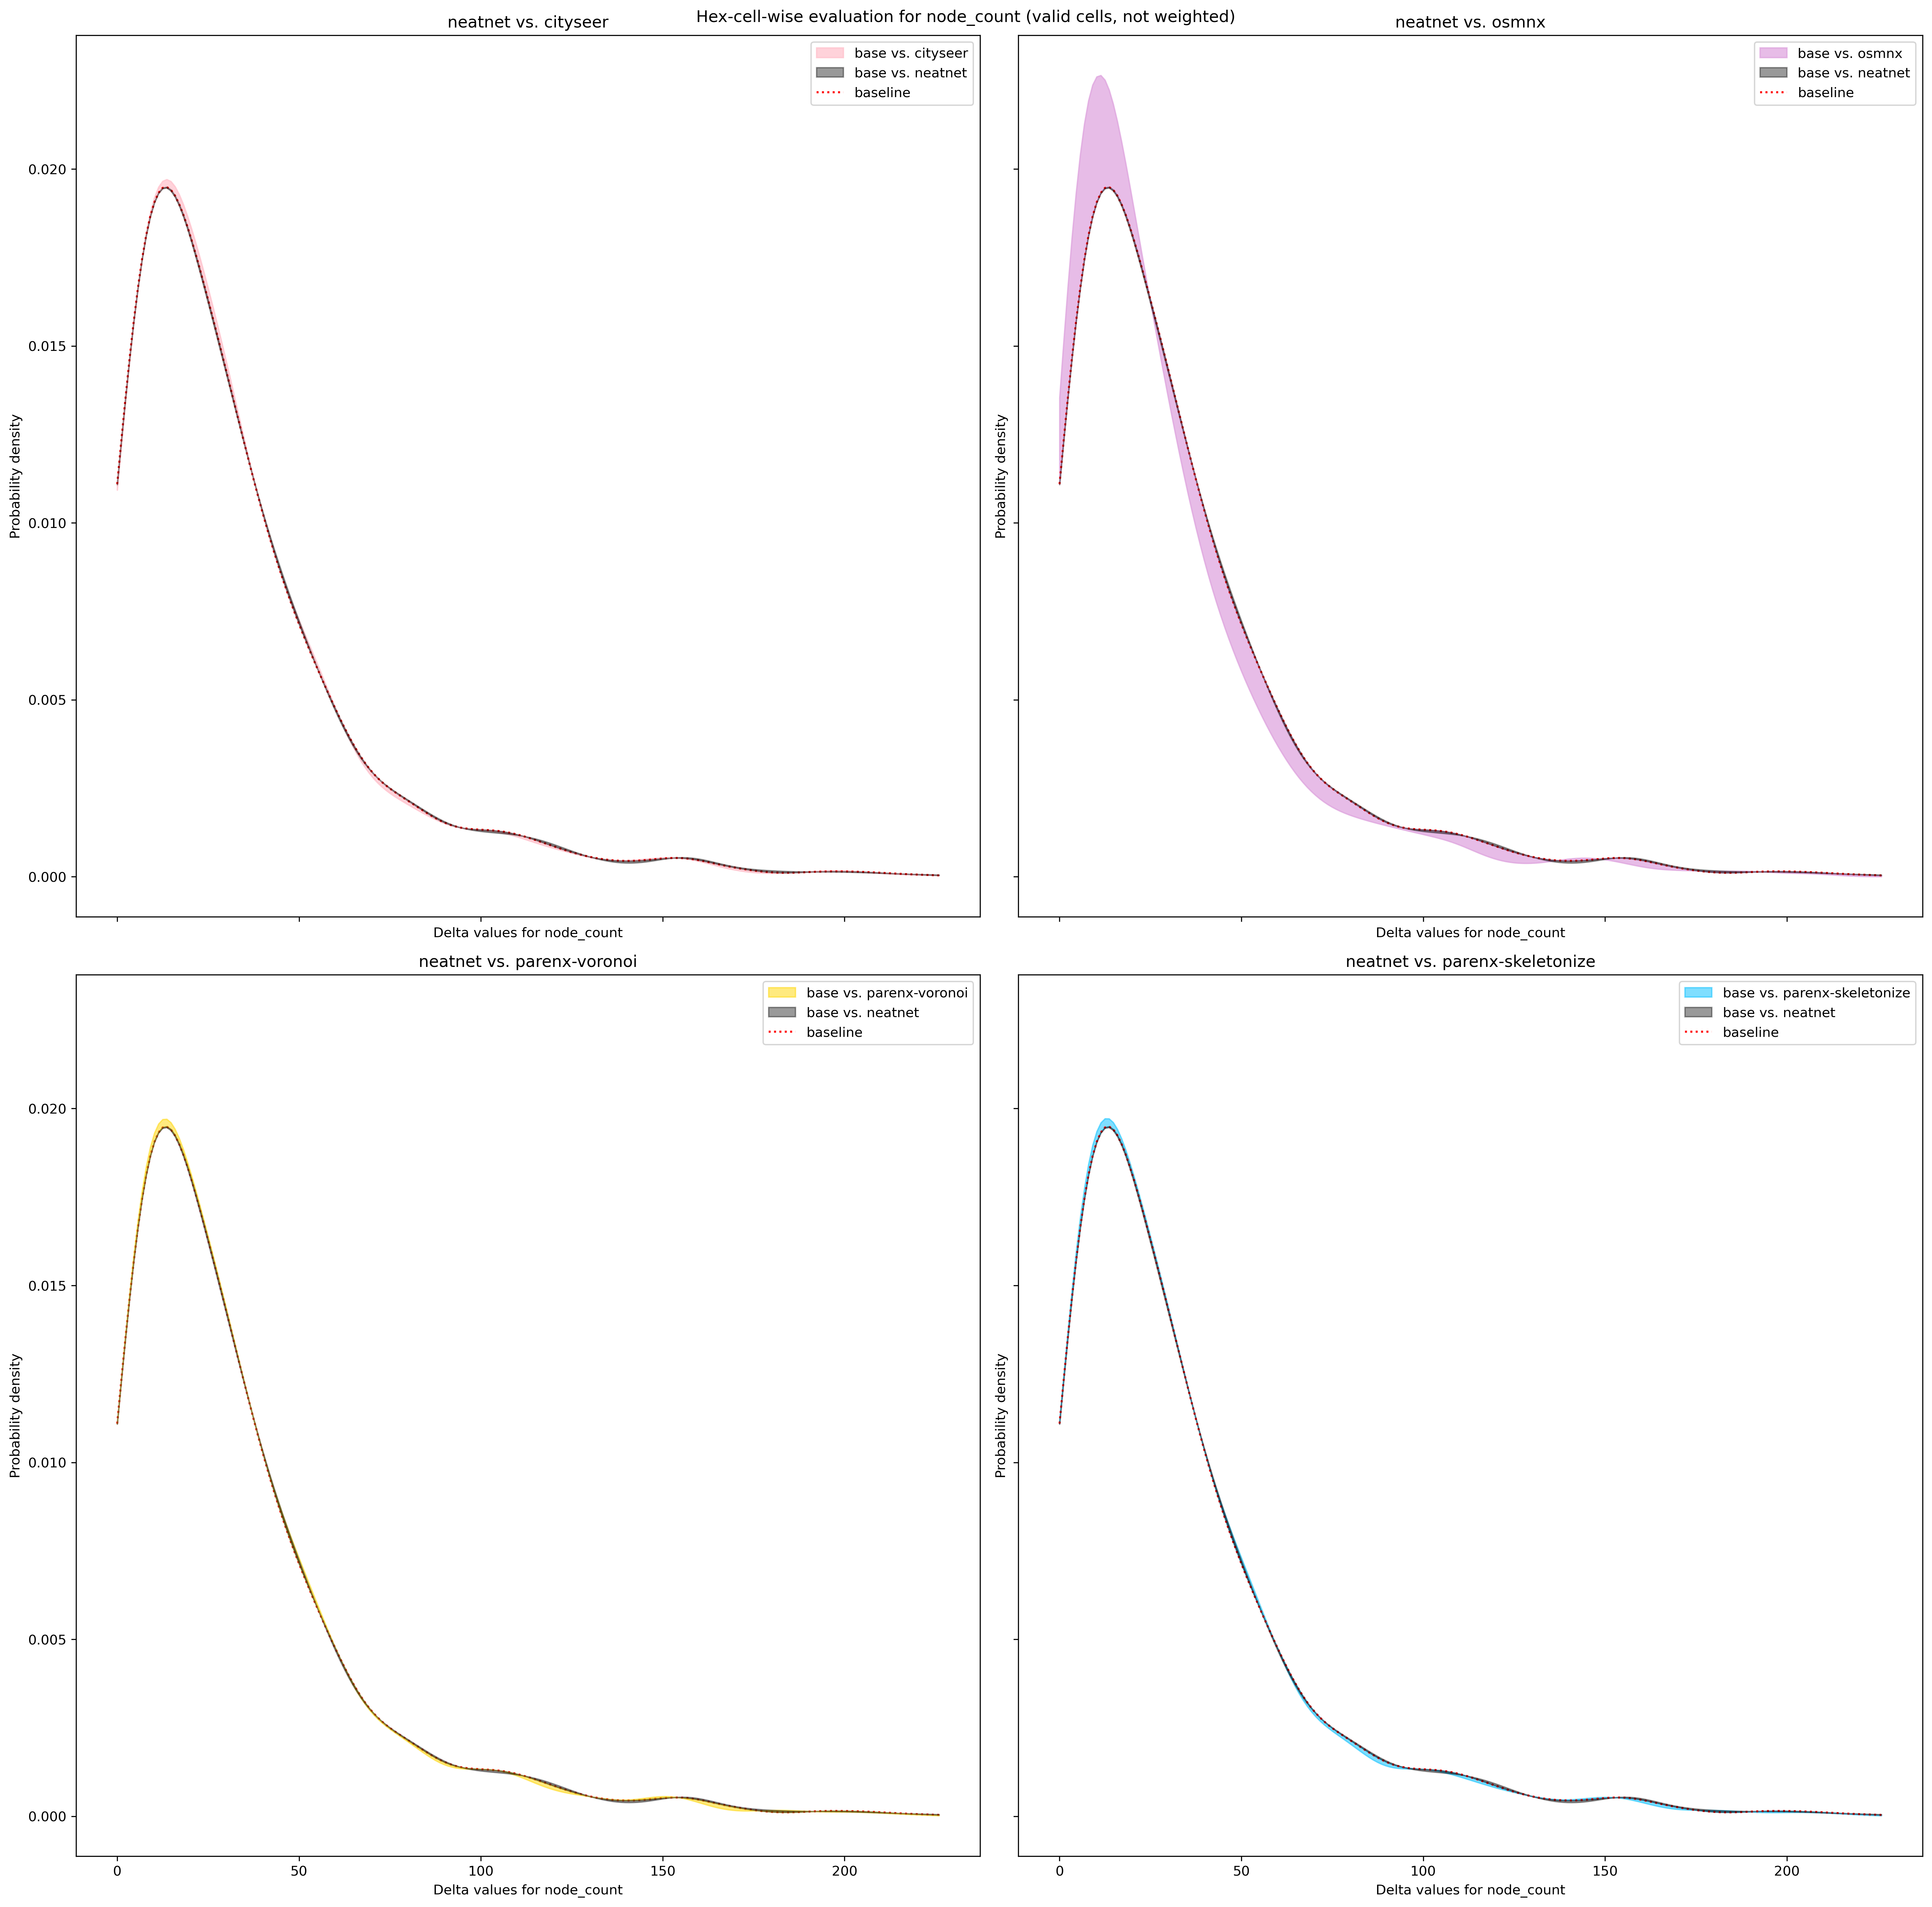 Hex-cell-wise evaluation for node_count (valid cells, not weighted)
neatnet vs. cityseer
base vs. cityseer
base vs. neatnet
baseline
Probability density
0.020
0.015
0.010
0.005
0.000
Delta values for node_count
neatnet vs. osmnx
base vs. osmnx
base vs. neatnet
baseline
Probability density
Delta values for node_count
neatnet vs. parenx-voronoi
base vs. parenx-voronoi
base vs. neatnet
baseline
Probability density
0.020
0.015
0.010
0.005
0.000
0 50 100 150 200
Delta values for node_count
neatnet vs. parenx-skeletonize
base vs. parenx-skeletonize
base vs. neatnet
baseline
Probability density
0 50 100 150 200
Delta values for node_count